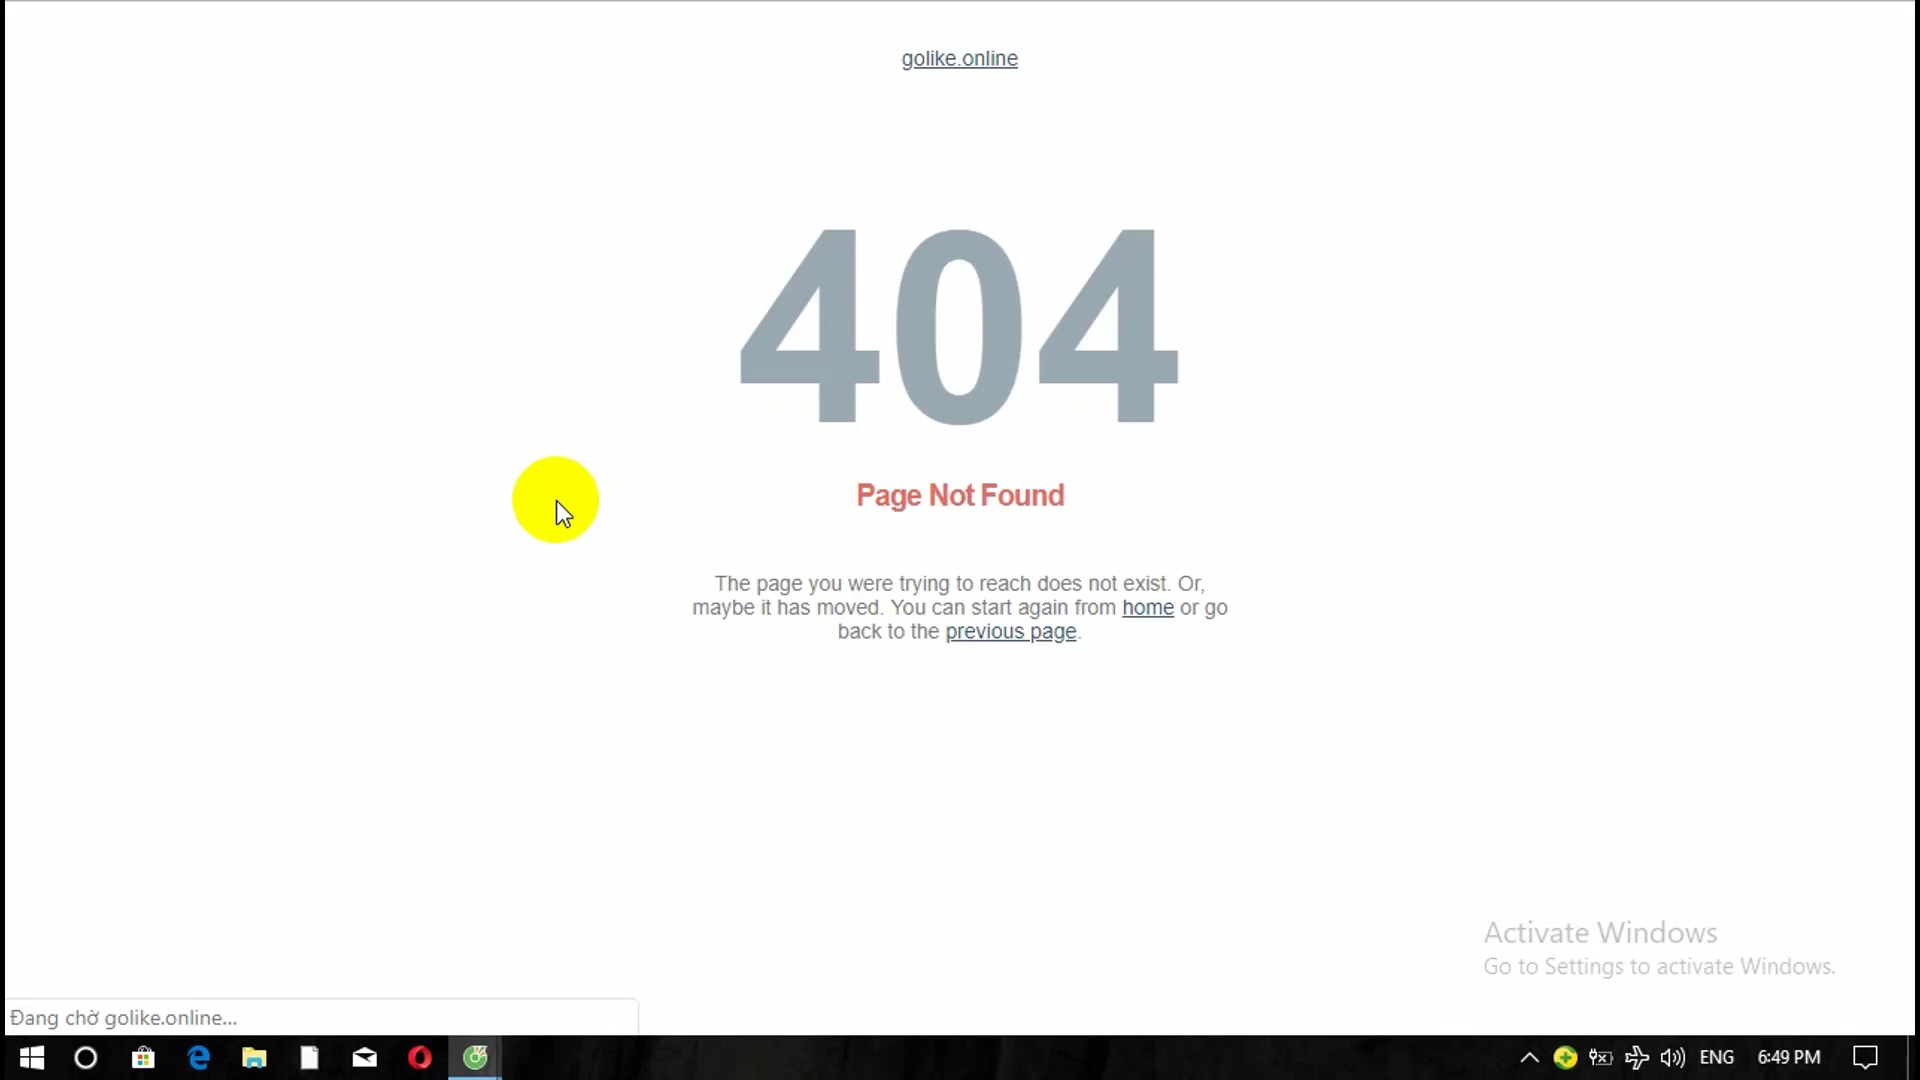 golike.online
404
Page Not Found
The page you were trying to reach does not exist. Or,
maybe it has moved. You can start again from home or go
back to the previous page.
Activate Windows
Go to Settings to activate Windows.
Đang chờ golike.online...
ENG
6:49 PM